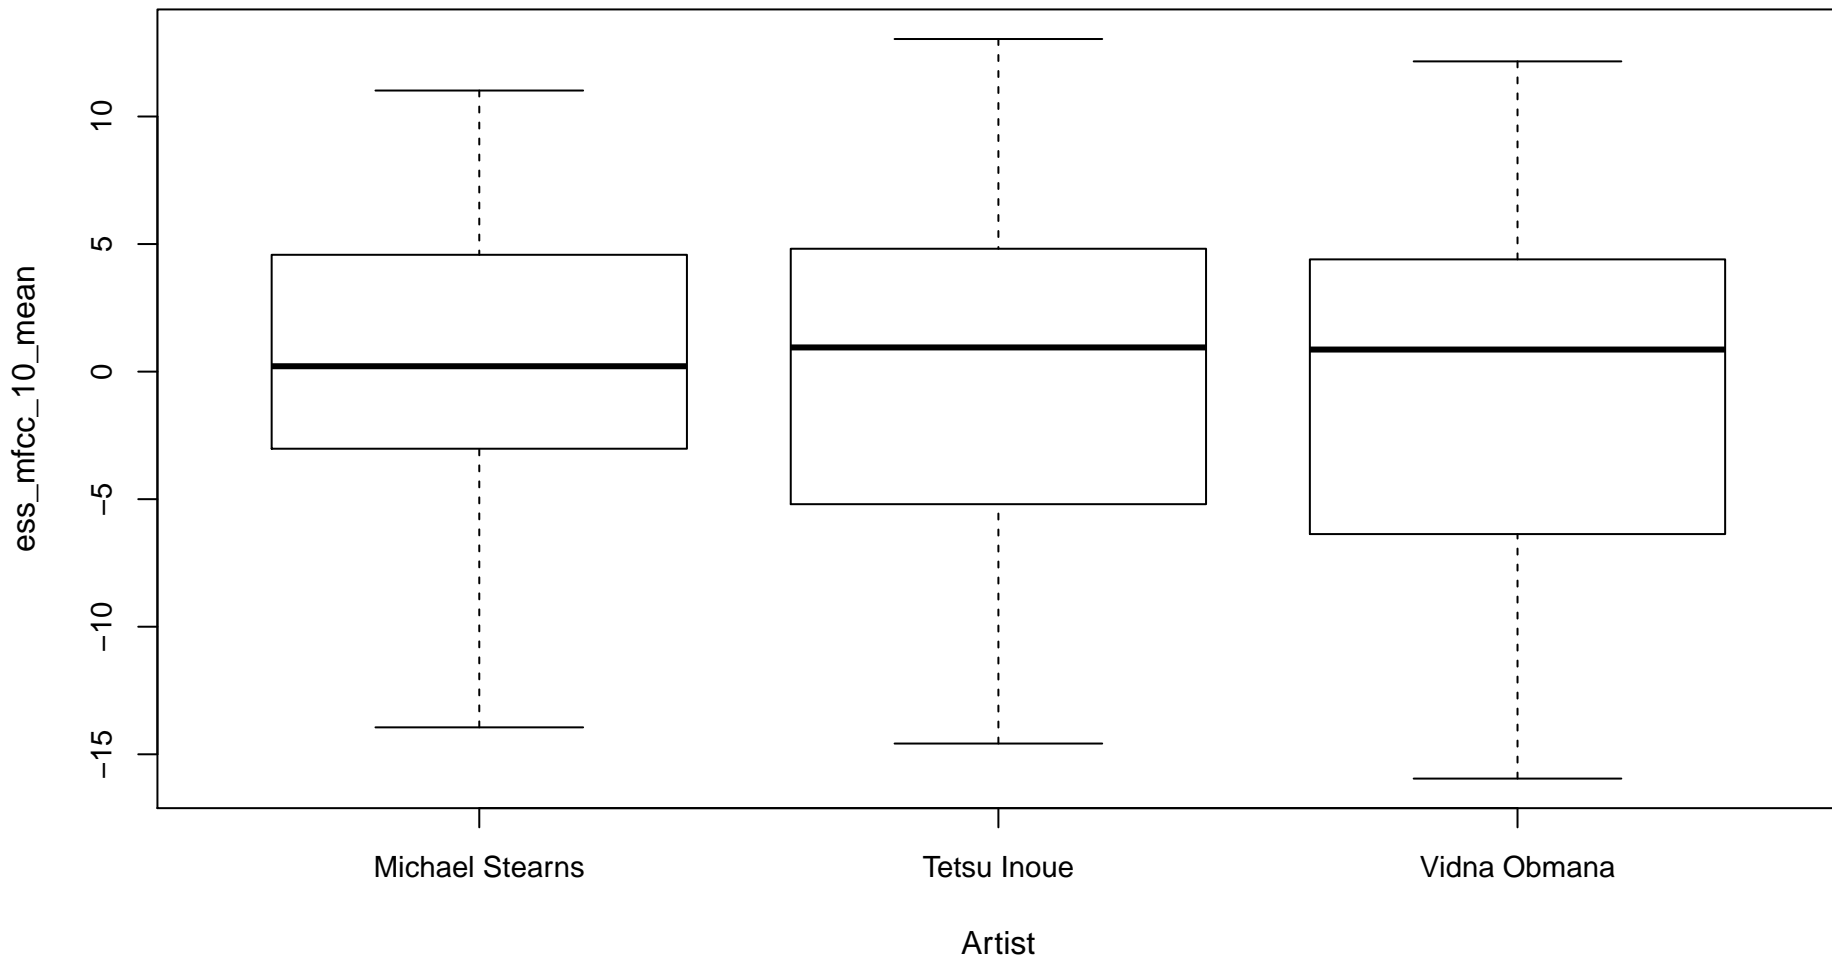 ess_mfcc_10_mean
10
5
0
−5
−10
−15
Michael Stearns Tetsu Inoue Vidna Obmana
Artist